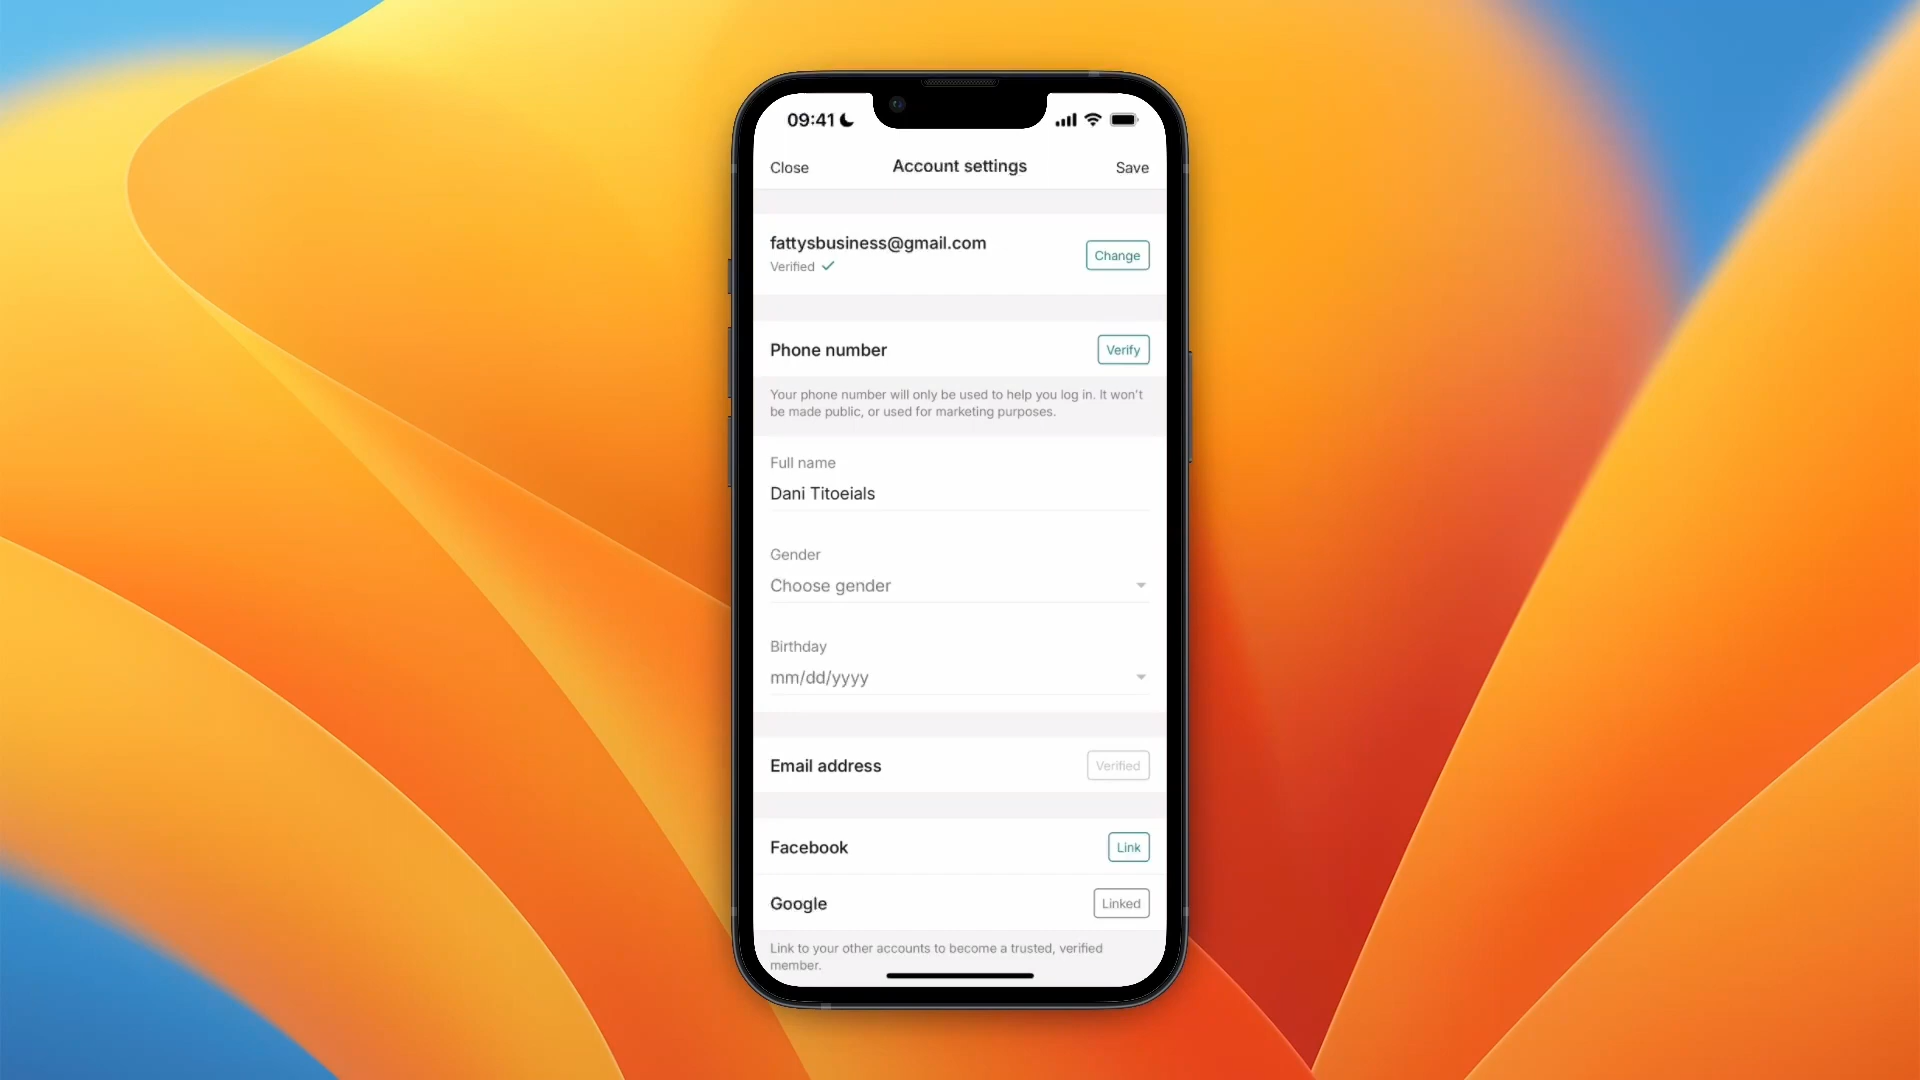 09:41
Close Account settings Save
fattysbusiness@gmail.com
Verified
Change
Phone number Verify
Your phone number will only be used to help you log in. It won't
be made public, or used for marketing purposes.
Full name
Dani Titoeials
Gender
Choose gender
Birthday
mm/dd/yyyy
Email address Verified
Facebook Link
Google Linked
Link to your other accounts to become a trusted, verified
member.